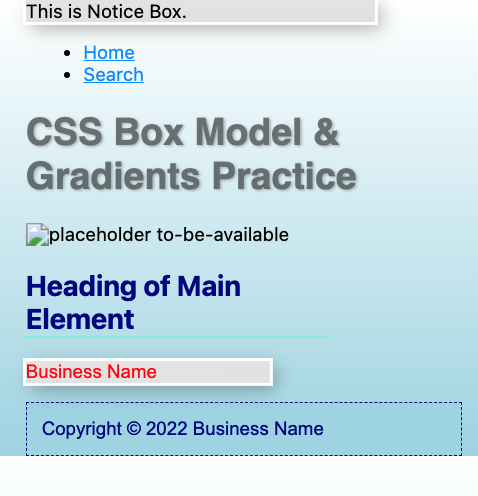 This is Notice Box.
Home
Search
CSS Box Model &
Gradients Practice
placeholder to-be-available
Heading of Main
Element
Business Name
Copyright © 2022 Business Name